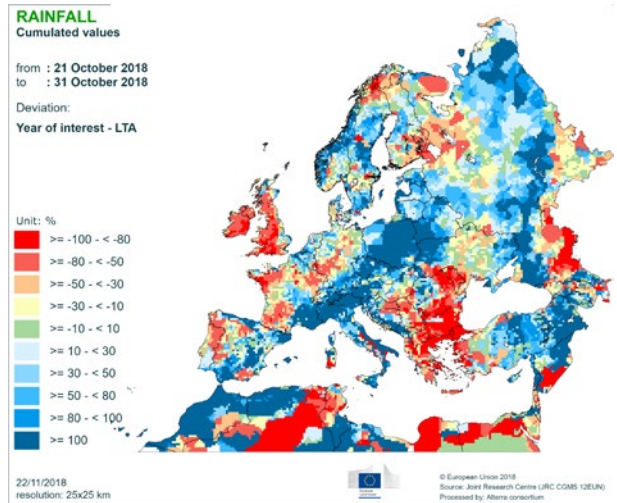 RAINFALL
Cumulated values
from : 21 October 2018
to : 31 October 2018
Deviation:
Year of interest - LTA
Unit: %
>= -100 - < -80
>= -80 - < -50
>= -50 - < -30
>= -30 - < -10
>= -10 - < 10
>= 10 - < 30
>= 30 - < 50
>= 50 - < 80
>= 80 - < 100
>= 100
22/11/2018
resolution: 25x25 km
© European Union 2018
Source: Joint Research Centre (JRC CGMS 12EUN)
Processed by: Alterra consortium